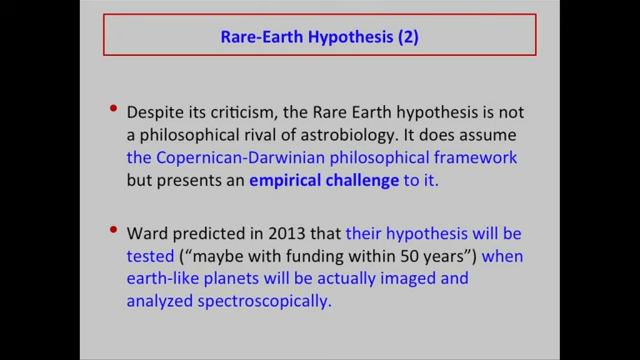 Rare-Earth Hypothesis (2)
• Despite its criticism, the Rare Earth hypothesis is not
a philosophical rival of astrobiology. It does assume
the Copernican-Darwinian philosophical framework
but presents an empirical challenge to it.
• Ward predicted in 2013 that their hypothesis will be
tested (“maybe with funding within 50 years”) when
earth-like planets will be actually imaged and
analyzed spectroscopically.